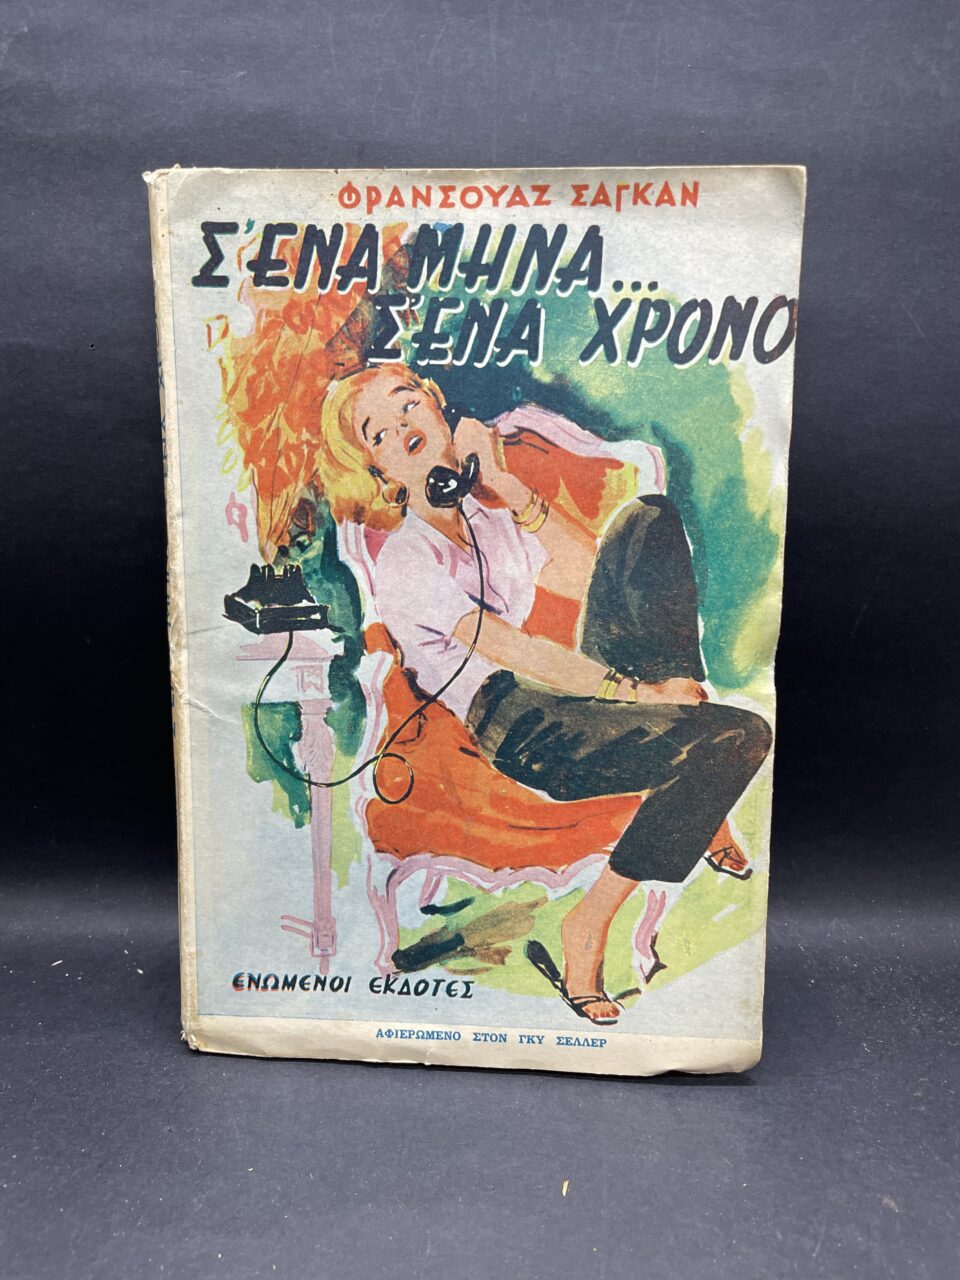 ΦΡΑΝΣΟΥΑΖ ΣΑΓΚΑΝ
Σ'ΕΝΑ ΜΗΝΑ...
Σ'ΕΝΑ ΧΡΟΝΟ
ΕΝΩΜΕΝΟΙ ΕΚΔΟΤΕΣ
ΑΦΙΕΡΩΜΕΝΟ ΣΤΟΝ ΓΚΥ ΣΕΛΛΕΡ